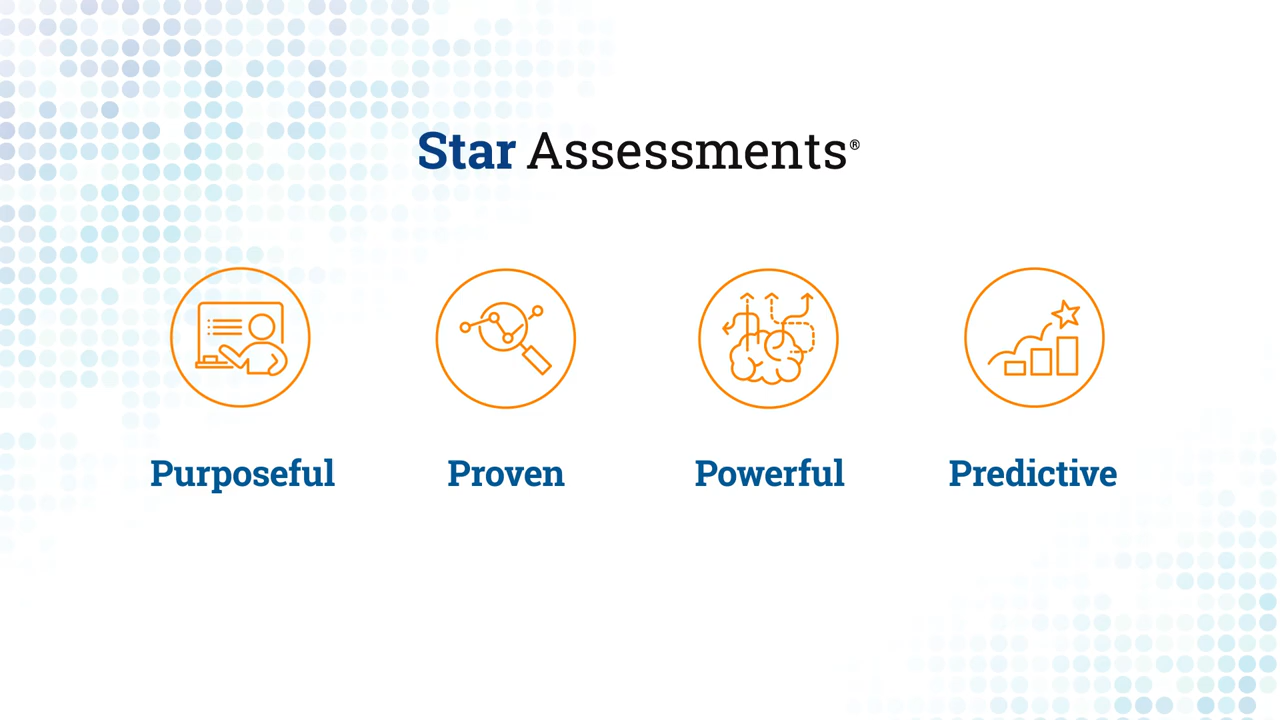 Star Assessments®
Purposeful
Proven
Powerful
Predictive